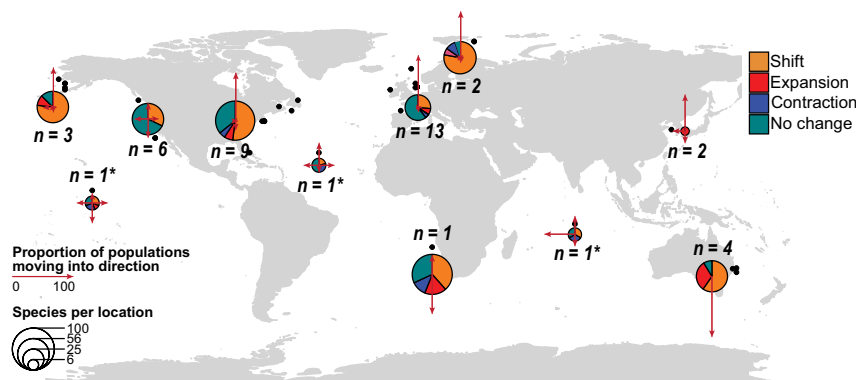 n = 2
Shift
Expansion
Contraction
No change
n = 3
n = 6
n = 9
n = 13
n = 2
n = 1*
n = 1*
n = 1
n = 1*
n = 4
Proportion of populations
moving into direction
0 100
Species per location
100
56
25
6